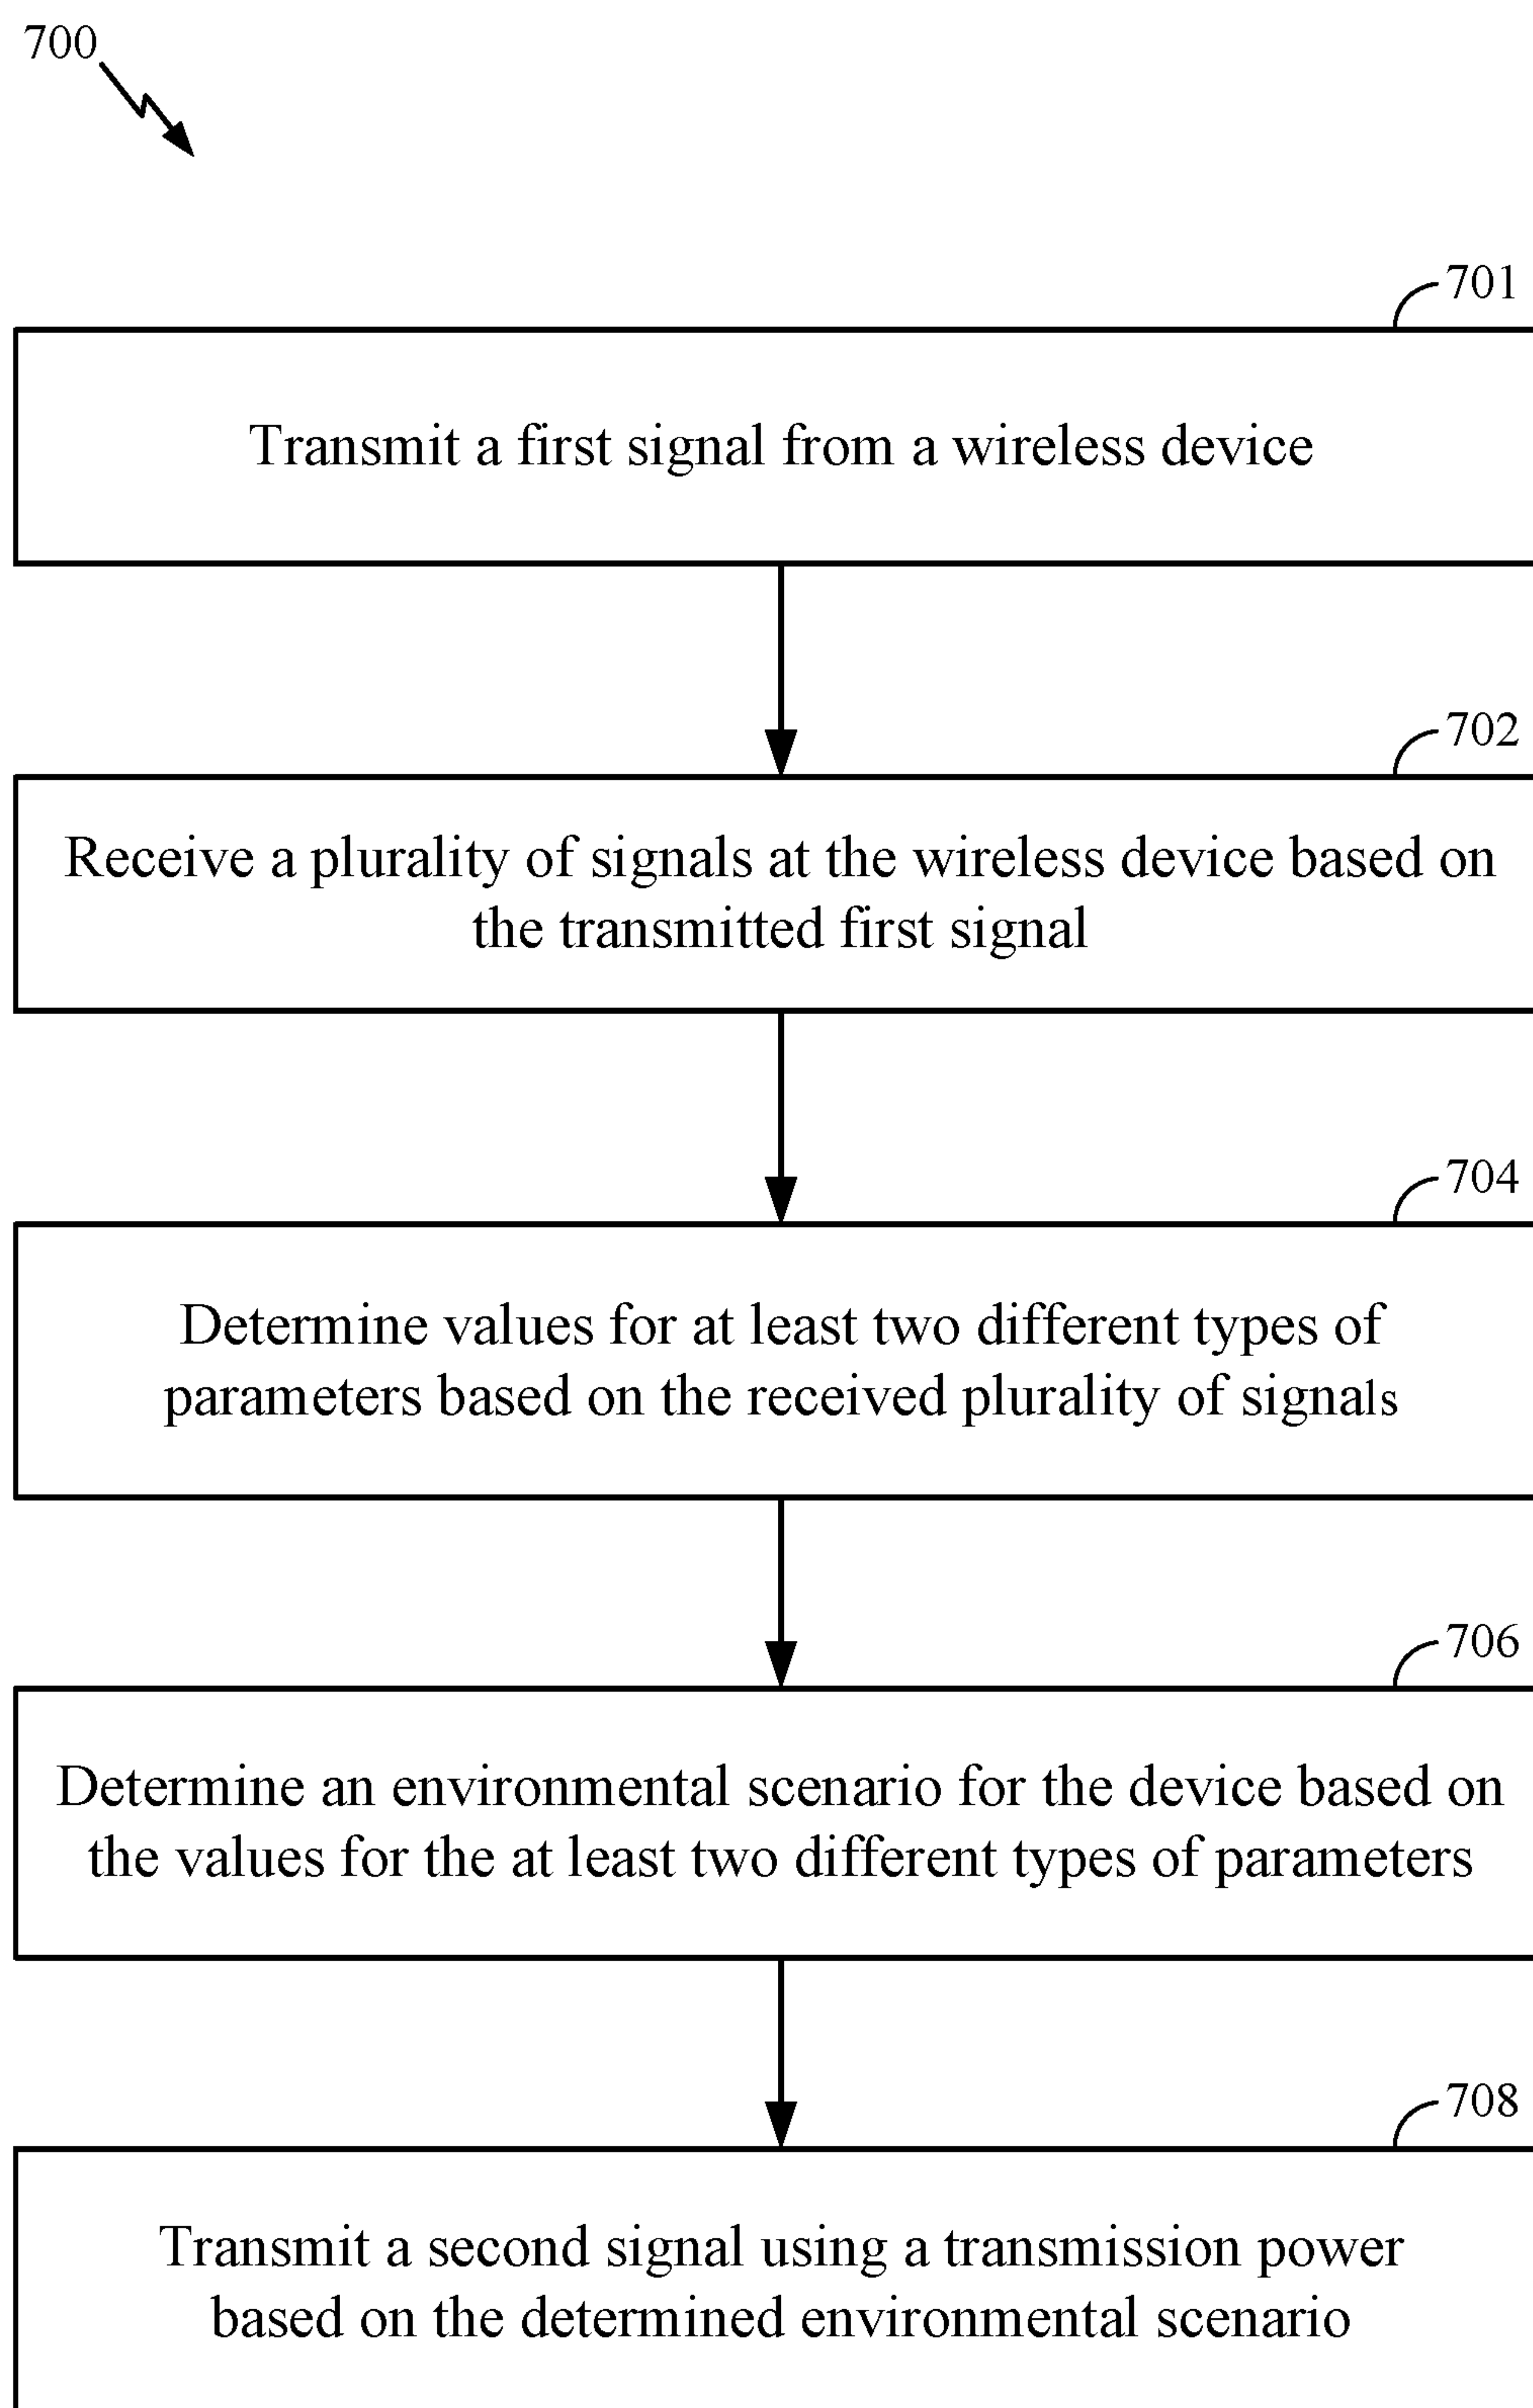 700
701
Transmit a first signal from a wireless device
702
Receive a plurality of signals at the wireless device based on
the transmitted first signal
704
Determine values for at least two different types of
parameters based on the received plurality of signals
706
Determine an environmental scenario for the device based on
the values for the at least two different types of parameters
708
Transmit a second signal using a transmission power
based on the determined environmental scenario